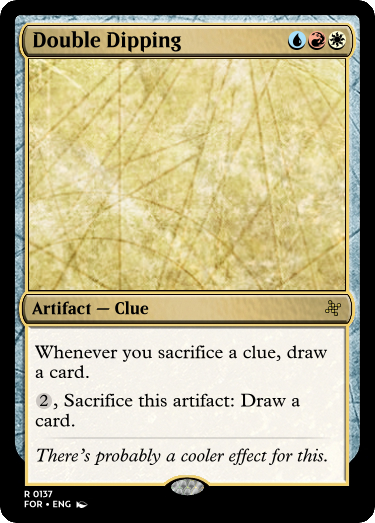 Double Dipping
Artifact — Clue
Whenever you sacrifice a clue, draw
a card.
2, Sacrifice this artifact: Draw a
card.
There's probably a cooler effect for this.
R 0137
FOR • ENG